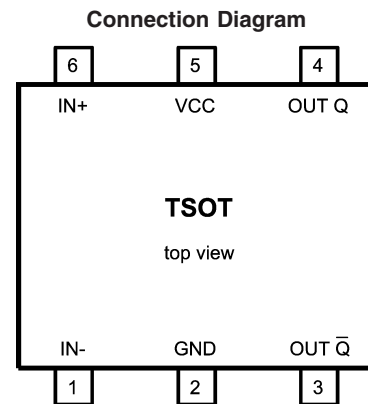 Connection Diagram
6 5 4
IN+ VCC OUT Q
TSOT
top view
IN- GND OUT Q̅
1 2 3